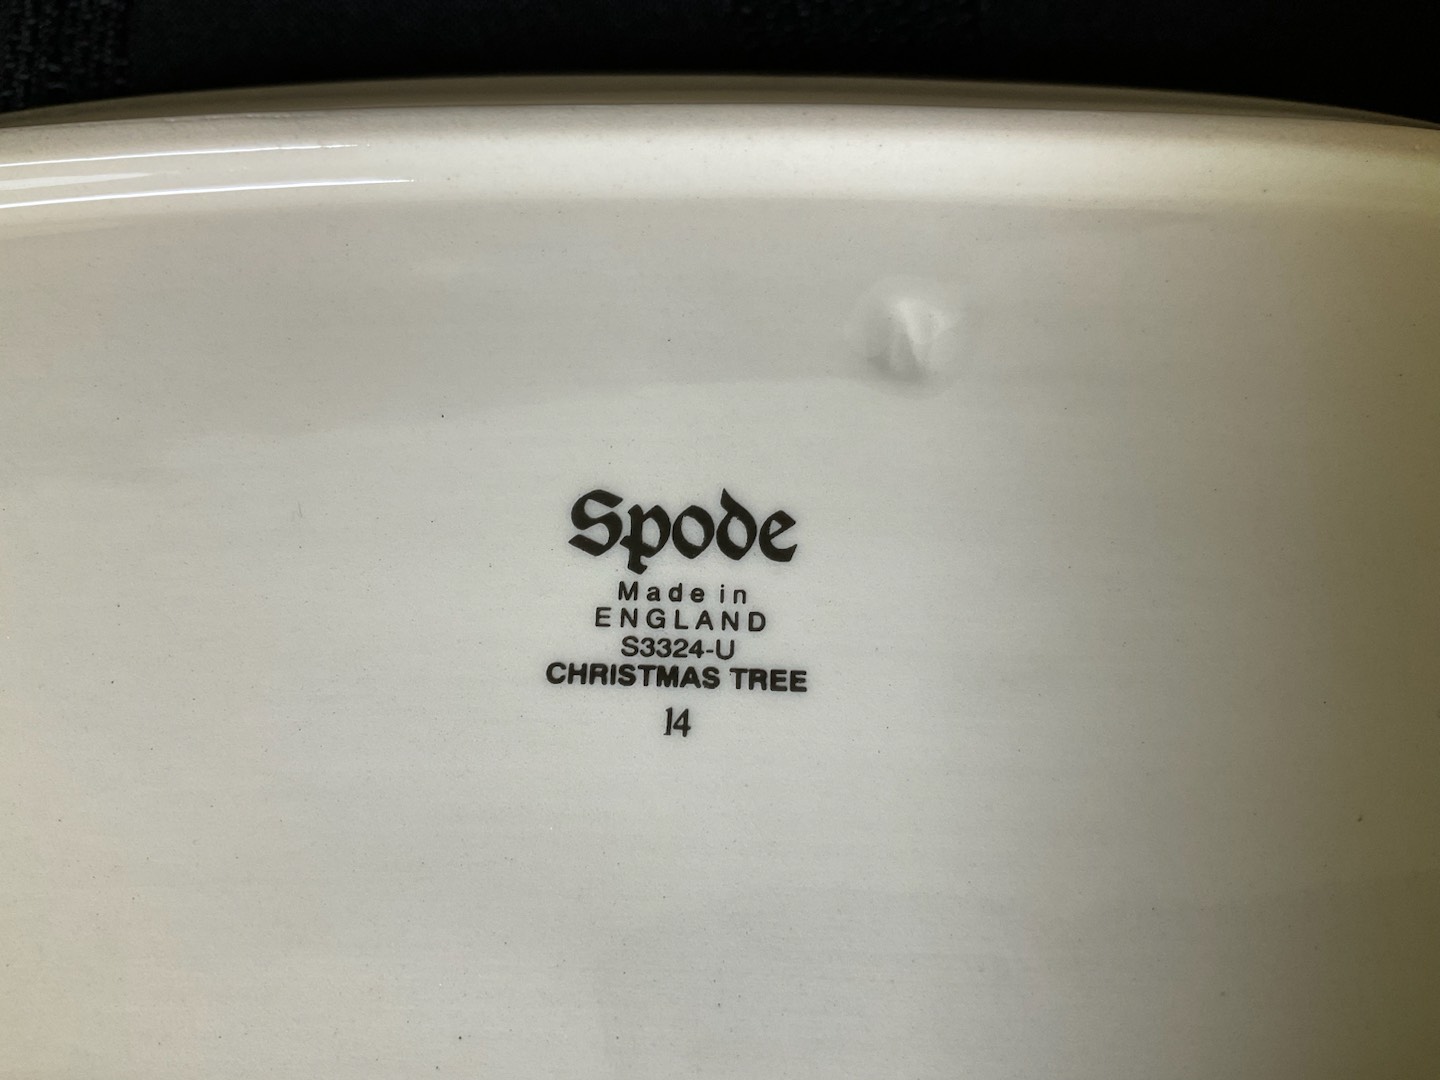 N
Spode
Made in
ENGLAND
S3324-U
CHRISTMAS TREE
14